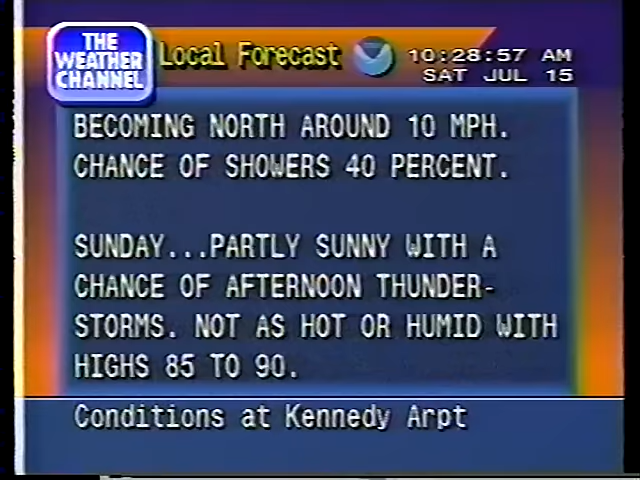 THE
WEATHER
CHANNEL
Local Forecast
10:28:57 AM
SAT JUL 15
BECOMING NORTH AROUND 10 MPH.
CHANCE OF SHOWERS 40 PERCENT.
SUNDAY...PARTLY SUNNY WITH A
CHANCE OF AFTERNOON THUNDER-
STORMS. NOT AS HOT OR HUMID WITH
HIGHS 85 TO 90.
Conditions at Kennedy Arpt